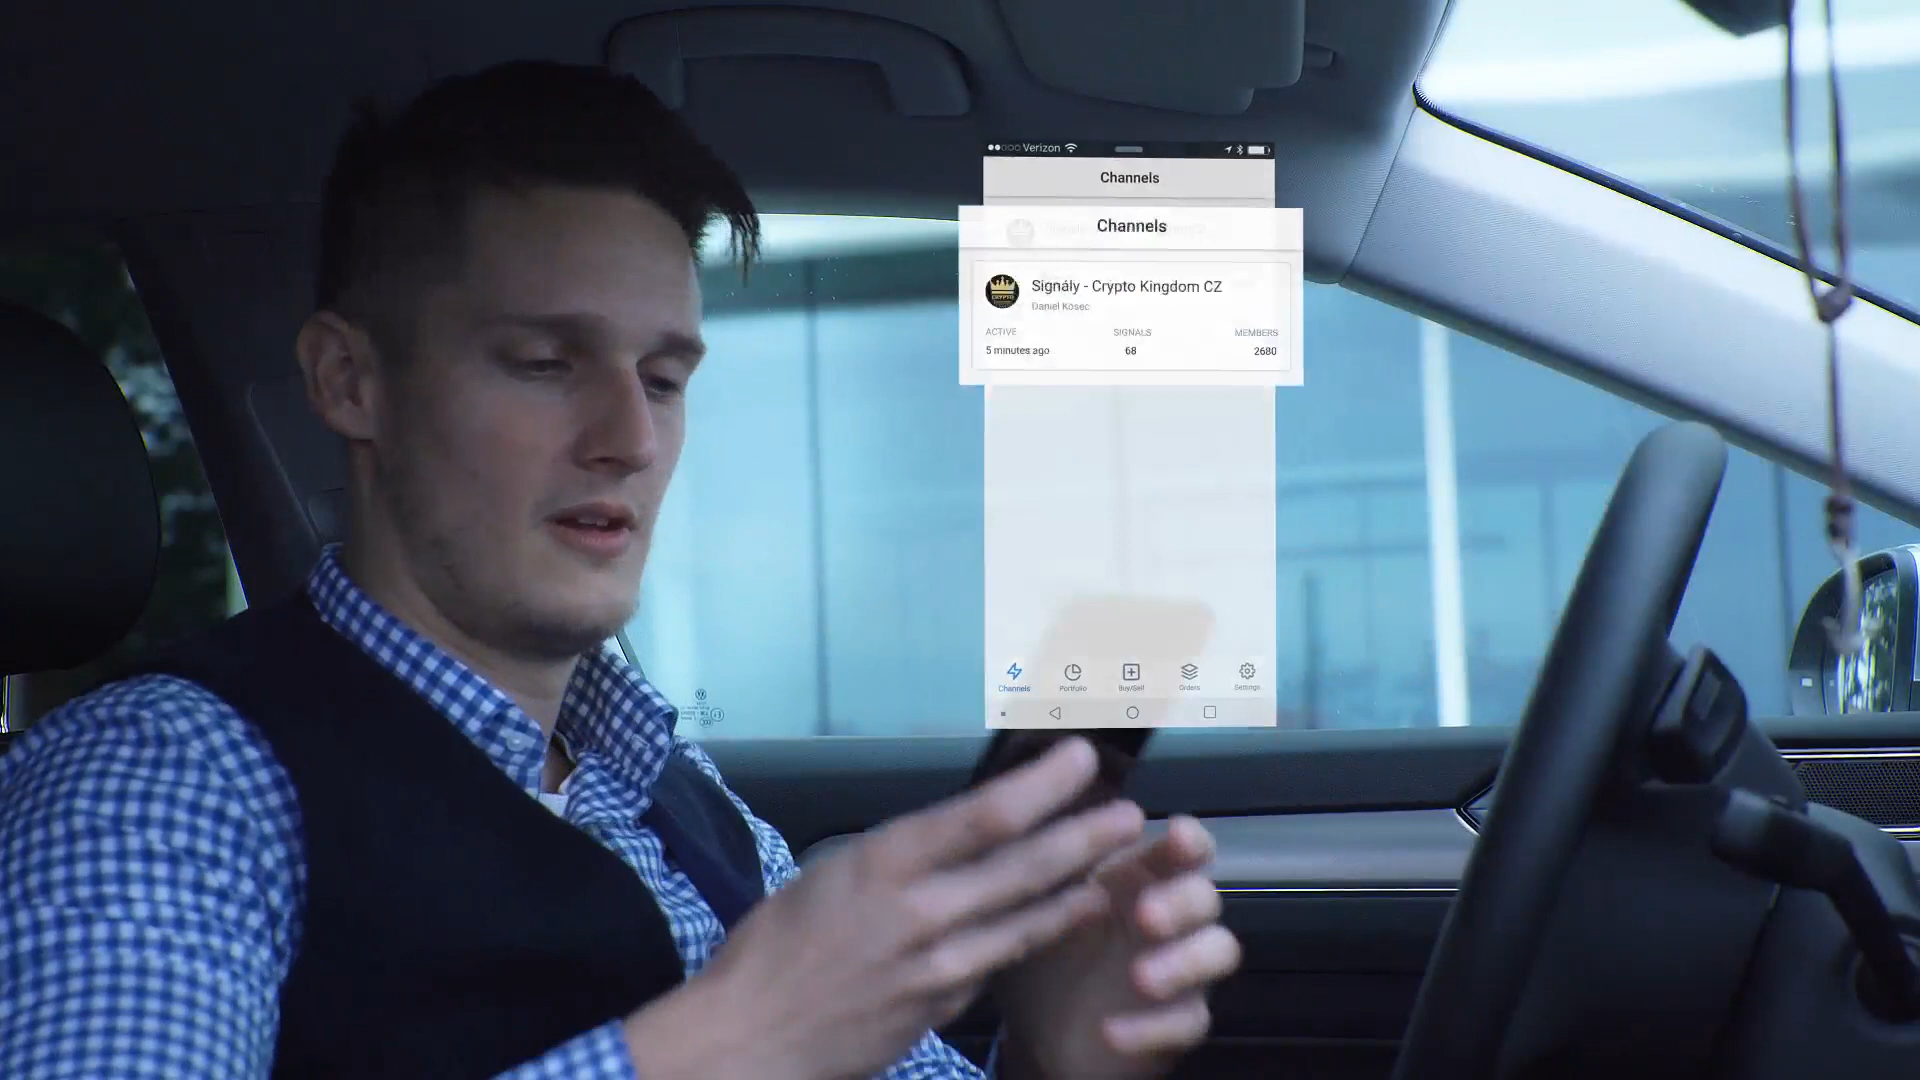 Verizon
Channels
Channels
Signály - Crypto Kingdom CZ
Daniel Kosec
ACTIVE SIGNALS MEMBERS
5 minutes ago 68 2680
CRYPTO
Channels Portfolio Buy/Sell Orders Settings